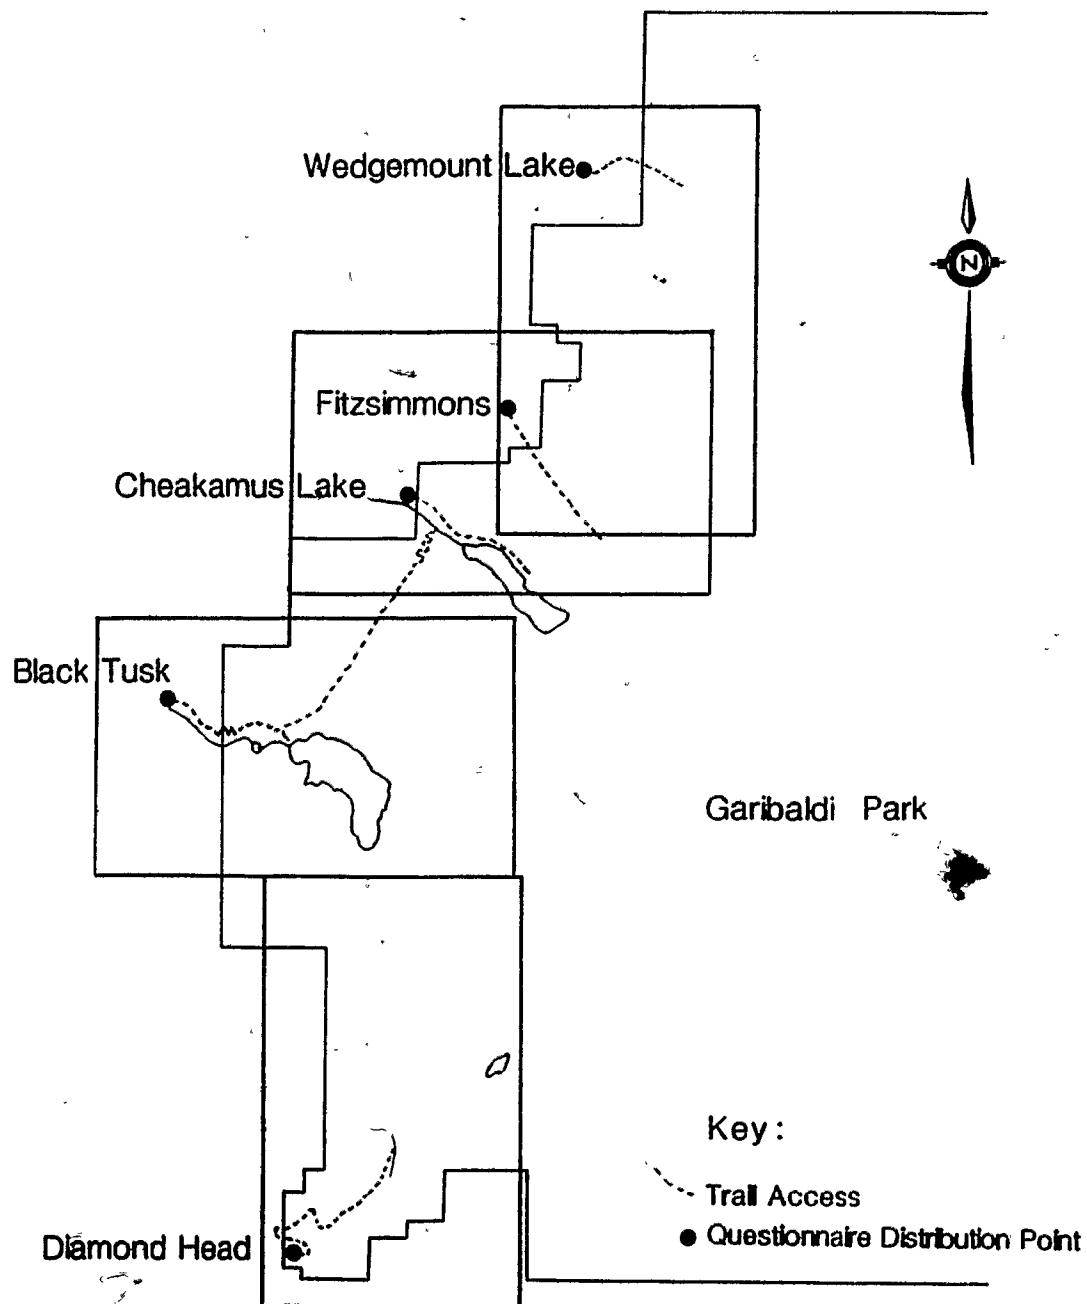 Wedgemount Lake
N
Fitzsimmons
Cheakamus Lake
Black Tusk
Garibaldi Park
Key:
Trail Access
Questionnaire Distribution Point
Diamond Head